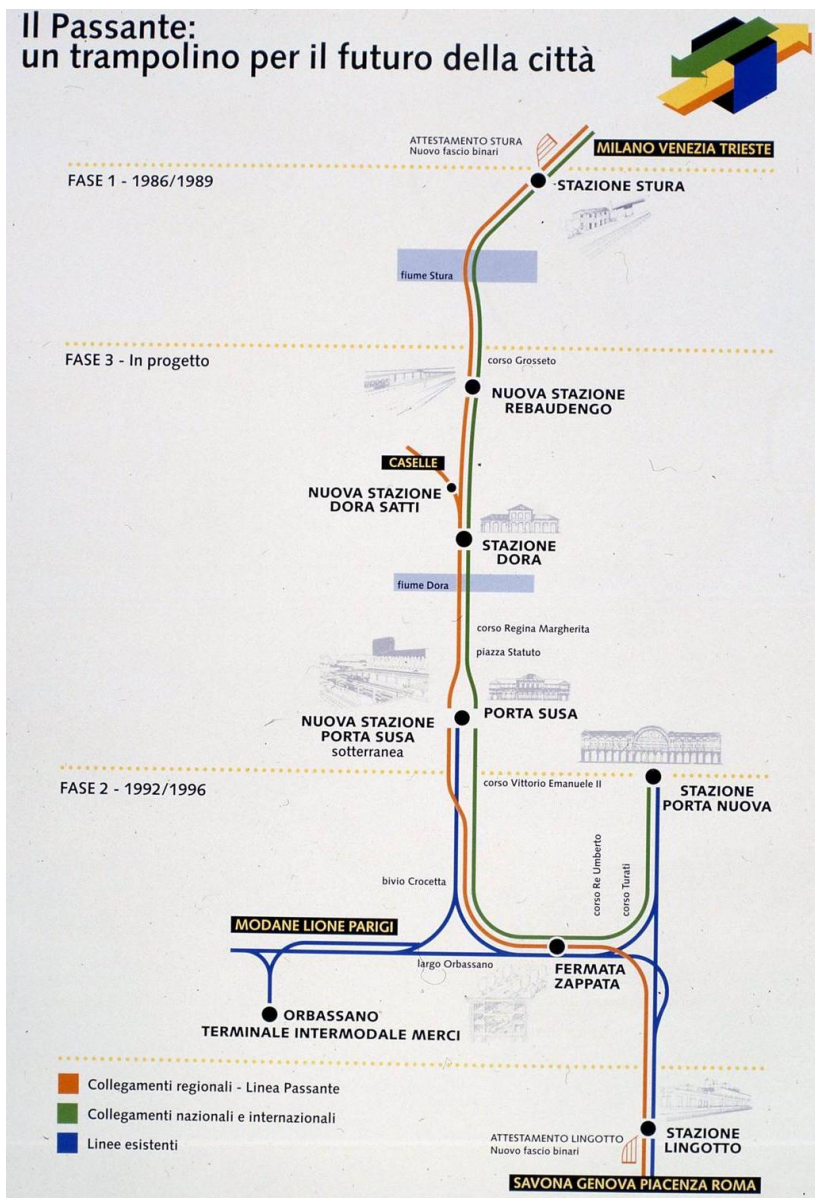 Il Passante:
un trampolino per il futuro della città
ATTESTAMENTO STURA
Nuovo fascio binari
MILANO VENEZIA TRIESTE
FASE 1 - 1986/1989
STAZIONE STURA
fiume Stura
FASE 3 - In progetto
corso Grosseto
NUOVA STAZIONE
REBAUDENGO
CASELLE
NUOVA STAZIONE
DORA SATTI
STAZIONE
DORA
fiume Dora
corso Regina Margherita
piazza Statuto
NUOVA STAZIONE
PORTA SUSA
sotterranea
PORTA SUSA
FASE 2 - 1992/1996
corso Vittorio Emanuele II
STAZIONE
PORTA NUOVA
corso Re Umberto
corso Turati
bivio Crocetta
MODANE LIONE PARIGI
largo Orbassano
FERMATA
ZAPPATA
ORBASSANO
TERMINALE INTERMODALE MERCI
Collegamenti regionali - Linea Passante
Collegamenti nazionali e internazionali
Linee esistenti
ATTESTAMENTO LINGOTTO
Nuovo fascio binari
STAZIONE
LINGOTTO
SAVONA GENOVA PIACENZA ROMA